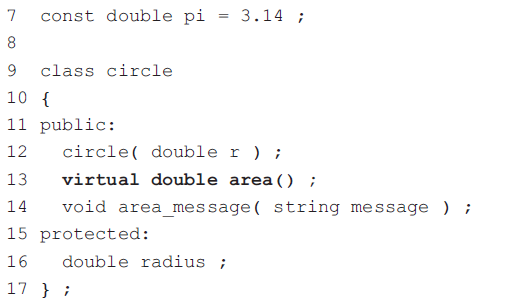 7 const double pi = 3.14 ;
8
9 class circle
10 {
11 public:
12 circle( double r ) ;
13 virtual double area() ;
14 void area_message( string message ) ;
15 protected:
16 double radius ;
17 } ;